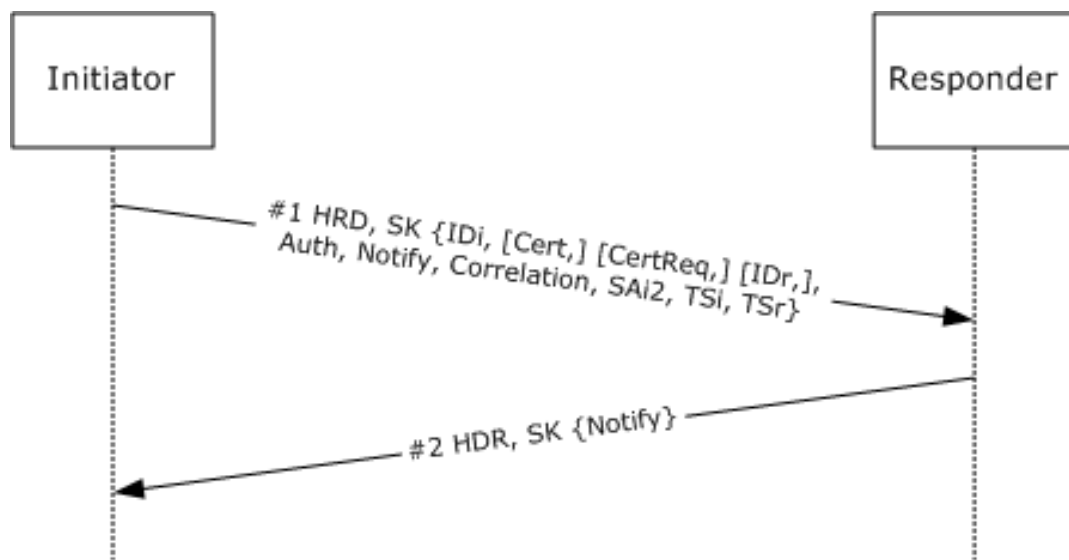 Initiator
Responder
#1 HRD, SK {IDi, [Cert,] [CertReq,] [IDr,],
Auth, Notify, Correlation, SAi2, TSi, TSr}
#2 HDR, SK {Notify}